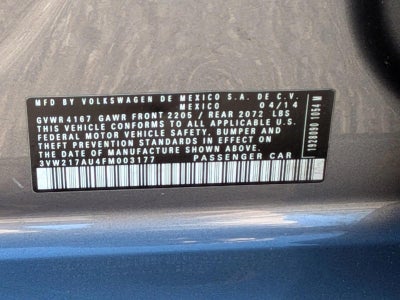 MFD BY VOLKSWAGEN DE MEXICO S.A. DE C.V.
MEXICO 04/14
GVWR 4167 GAWR FRONT 2205 / REAR 2072 LBS
THIS VEHICLE CONFORMS TO ALL APPLICABLE U.S.
FEDERAL MOTOR VEHICLE SAFETY, BUMPER AND
THEFT PREVENTION STANDARDS IN EFFECT ON
THE DATE OF MANUFACTURE SHOWN ABOVE.
3VW217AU4FM003177 PASSENGER CAR
1054 M